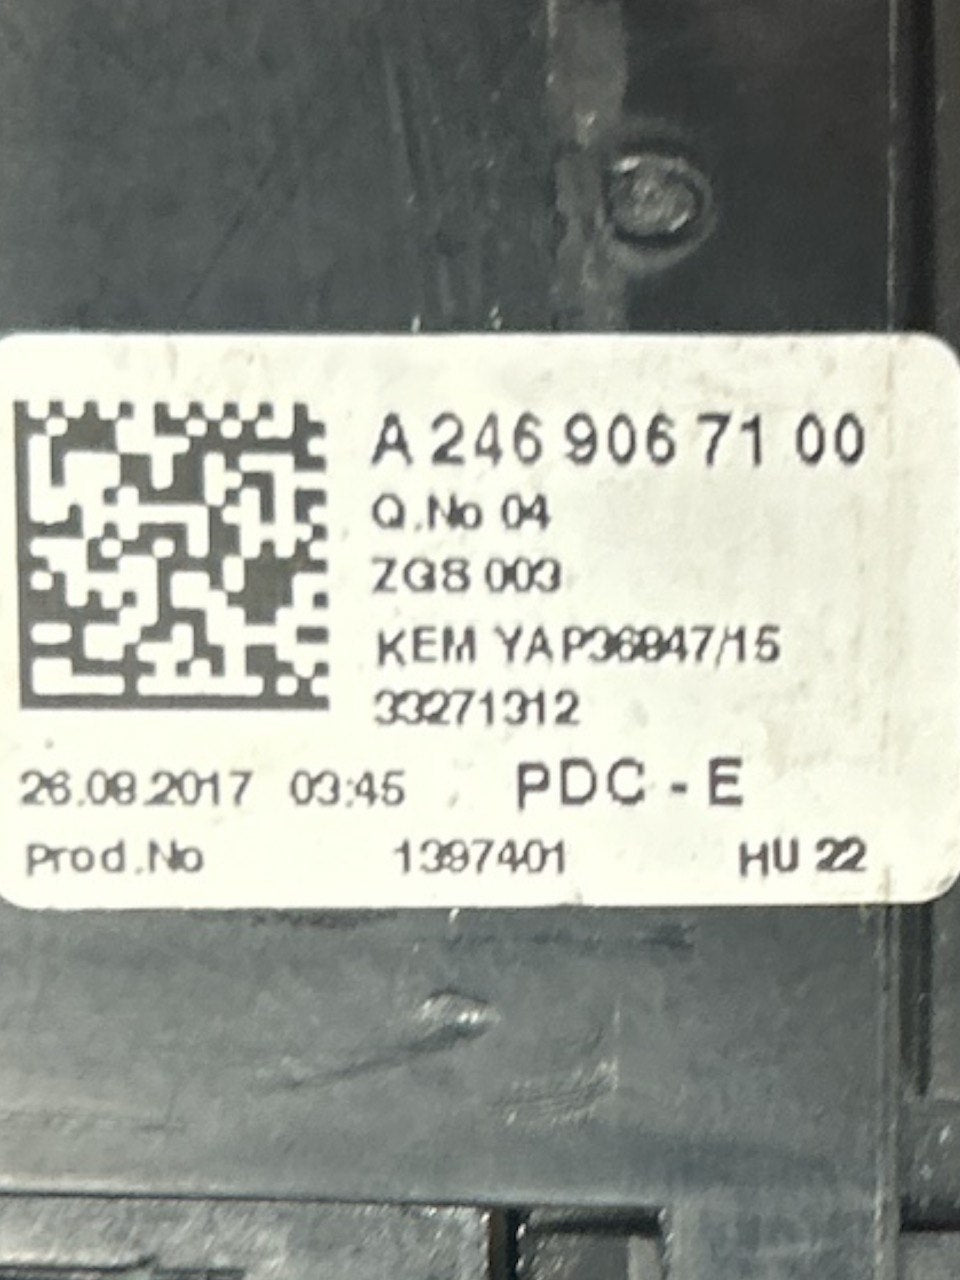 A 246 906 71 00
Q.No 04
ZGS 003
KEM YAP36847/15
33271312
26.08.2017 03:45 PDC - E
Prod.No 1397401 HU 22